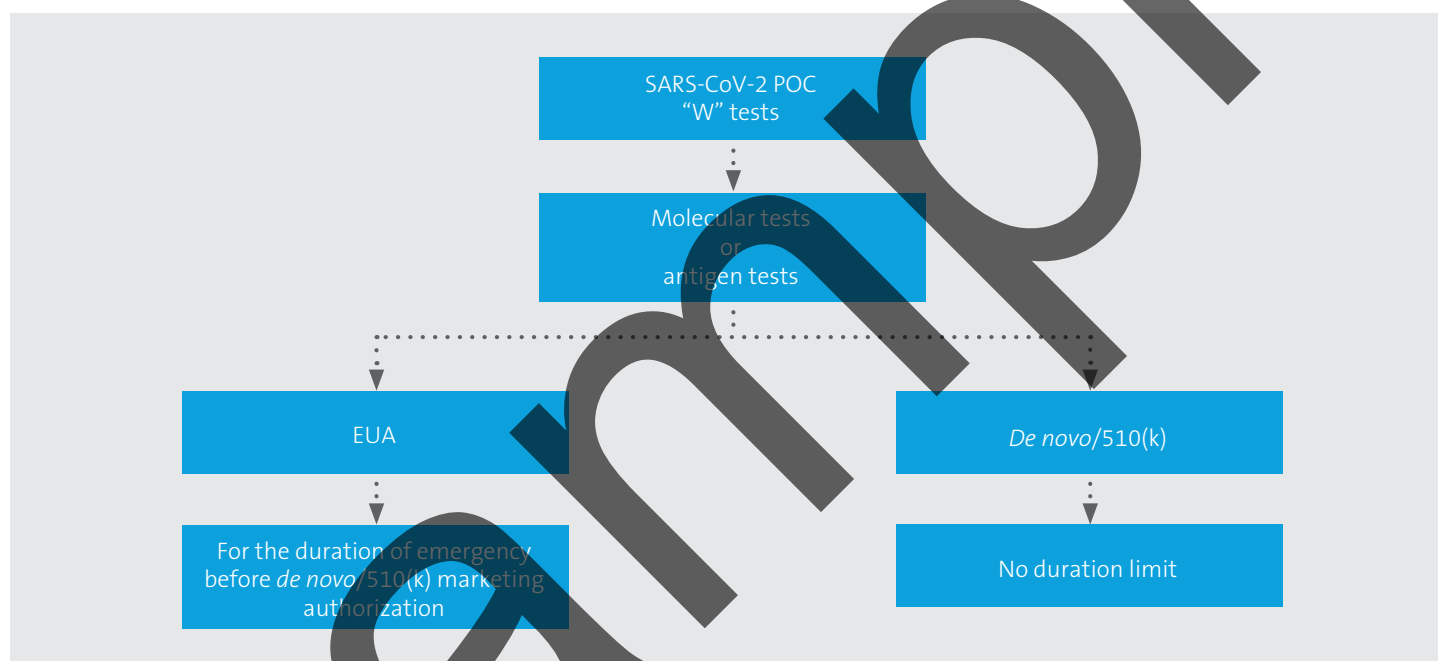 SARS-CoV-2 POC
“W” tests
Molecular tests
or
antigen tests
EUA
De novo/510(k)
For the duration of emergency
before de novo/510(k) marketing
authorization
No duration limit